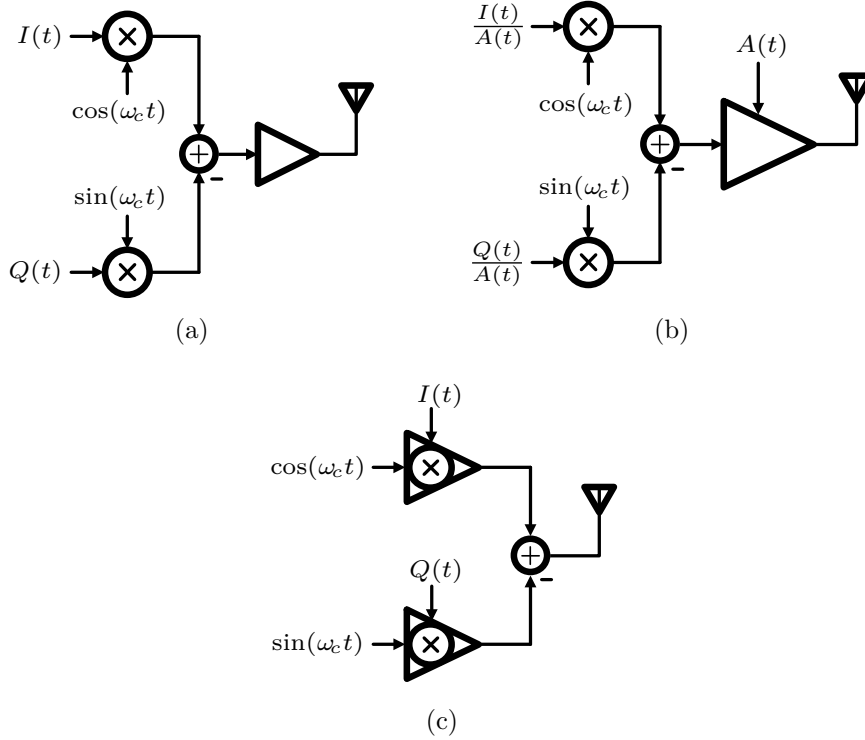 I(t)
cos(ω_c t)
sin(ω_c t)
Q(t)
(a)
I(t)/A(t)
cos(ω_c t)
A(t)
sin(ω_c t)
Q(t)/A(t)
(b)
I(t)
cos(ω_c t)
Q(t)
sin(ω_c t)
(c)